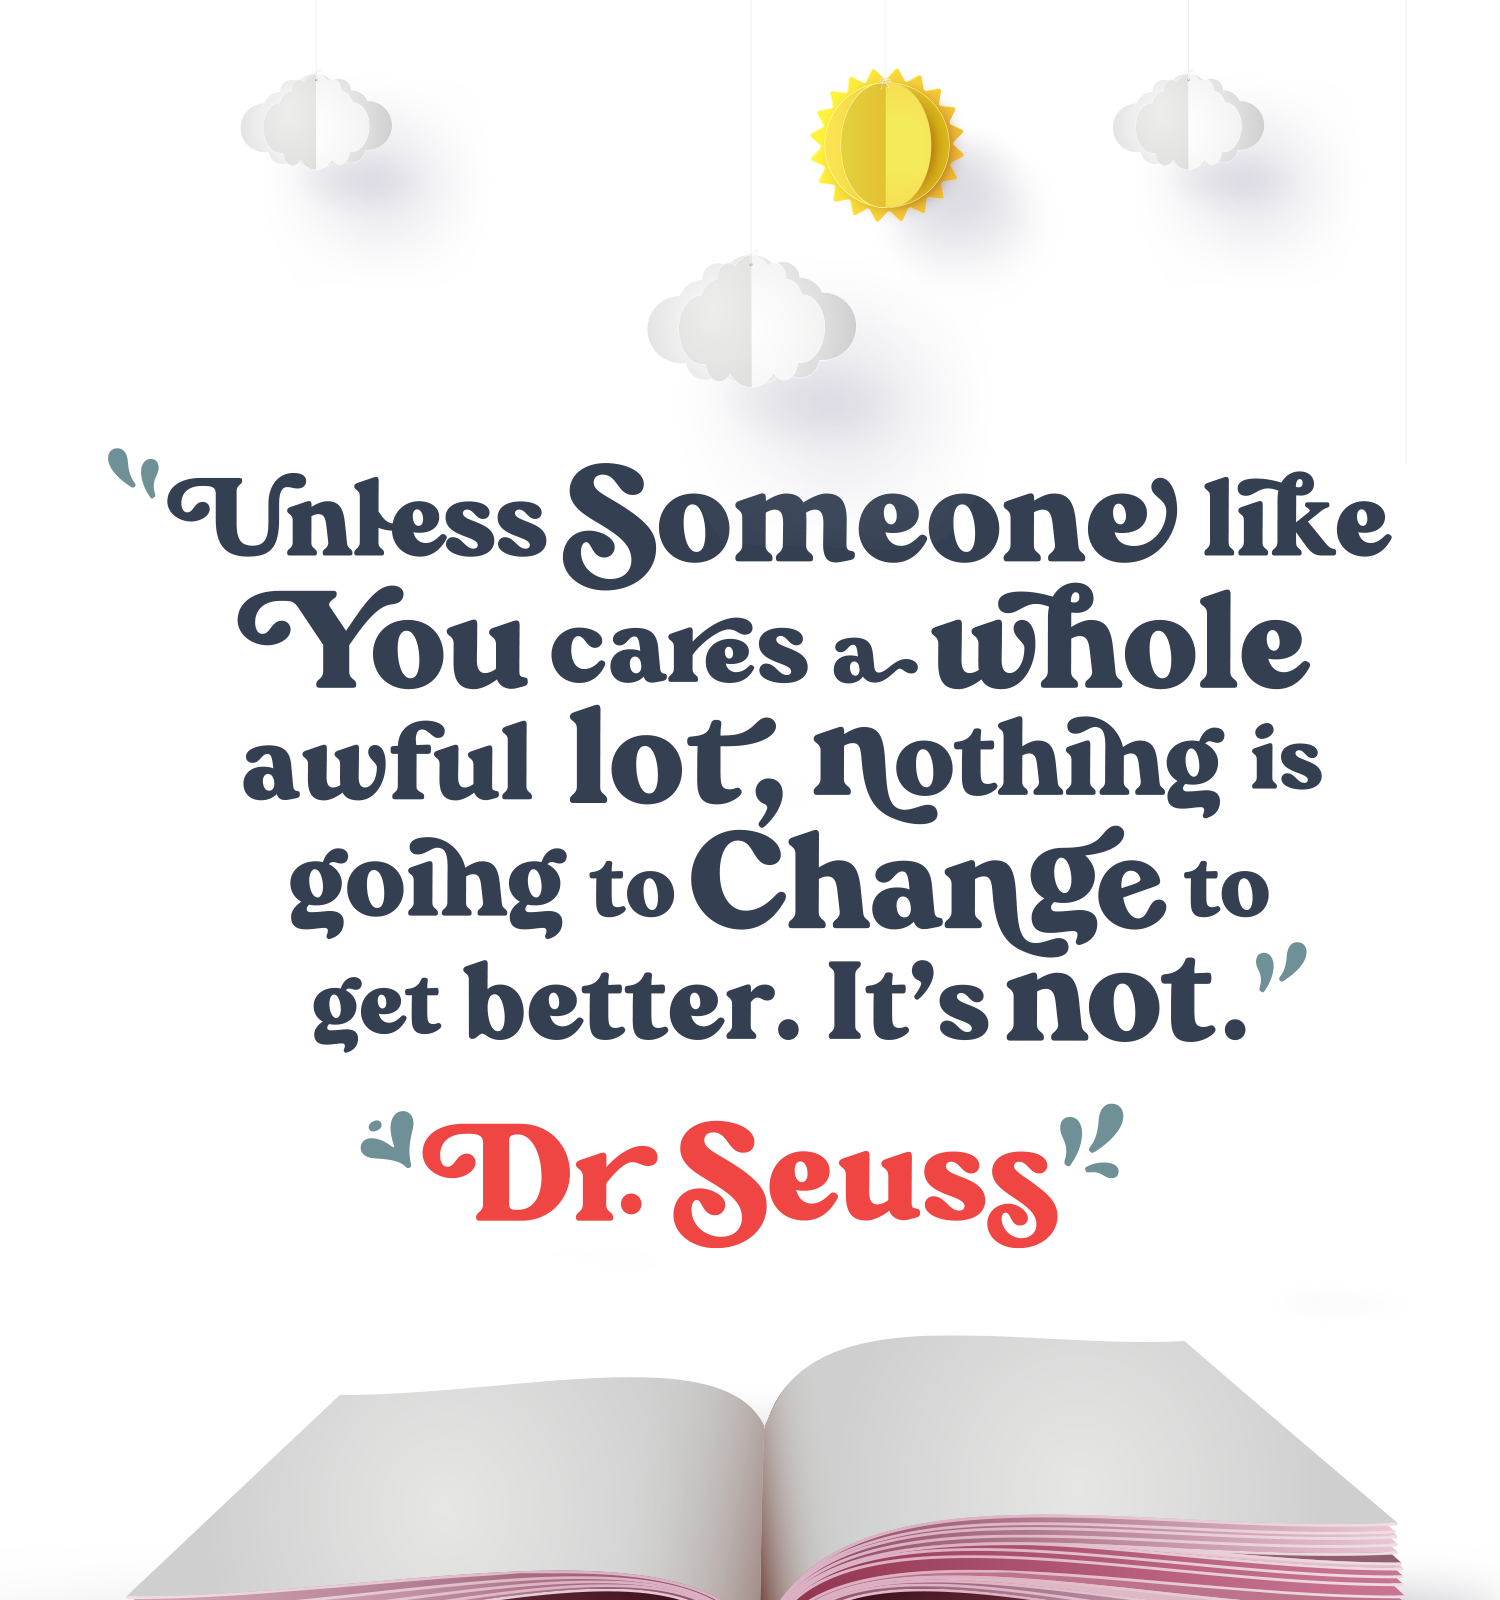 "Unless Someone like
You cares a whole
awful lot, nothing is
going to Change to
get better. It's not."
Dr. Seuss